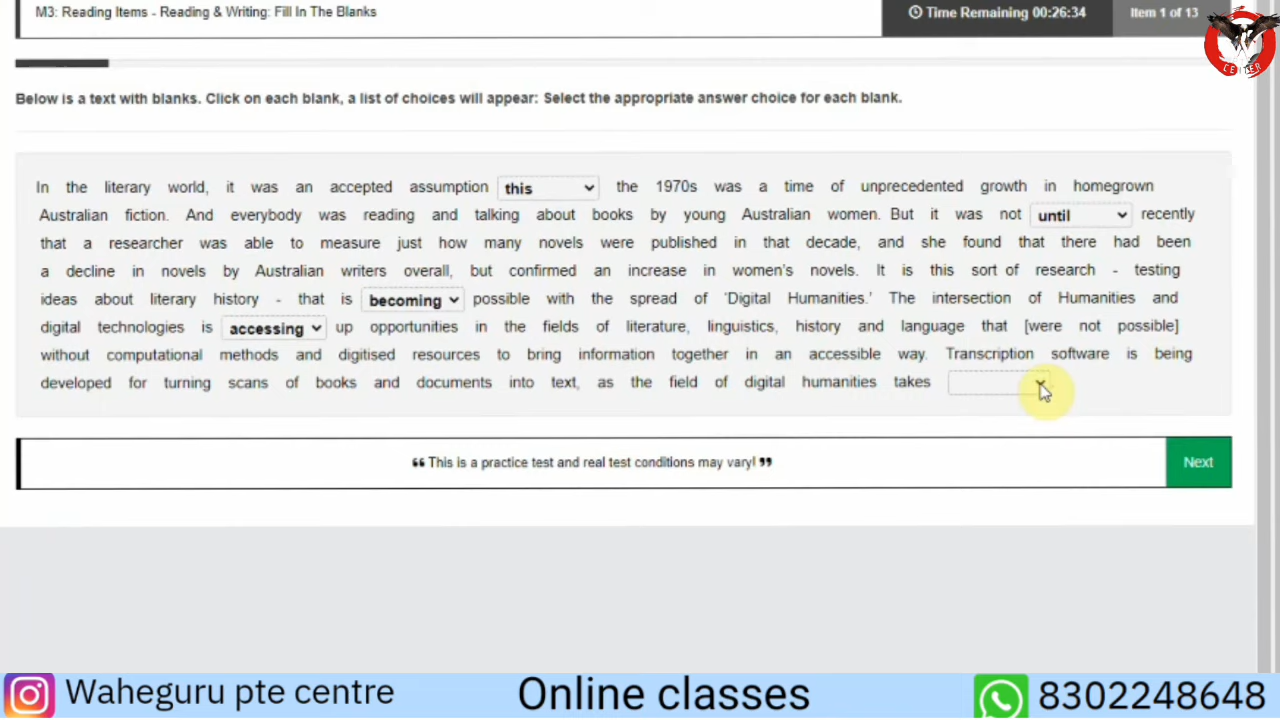 M3: Reading Items - Reading & Writing: Fill In The Blanks
Time Remaining 00:26:34
Item 1 of 13
CENTER
Below is a text with blanks. Click on each blank, a list of choices will appear: Select the appropriate answer choice for each blank.
In the literary world, it was an accepted assumption this the 1970s was a time of unprecedented growth in homegrown
Australian fiction. And everybody was reading and talking about books by young Australian women. But it was not until recently
that a researcher was able to measure just how many novels were published in that decade, and she found that there had been
a decline in novels by Australian writers overall, but confirmed an increase in women's novels. It is this sort of research - testing
ideas about literary history - that is becoming possible with the spread of 'Digital Humanities.' The intersection of Humanities and
digital technologies is accessing up opportunities in the fields of literature, linguistics, history and language that [were not possible]
without computational methods and digitised resources to bring information together in an accessible way. Transcription software is being
developed for turning scans of books and documents into text, as the field of digital humanities takes
❝ This is a practice test and real test conditions may vary! ❞
Next
Waheguru pte centre
Online classes
8302248648